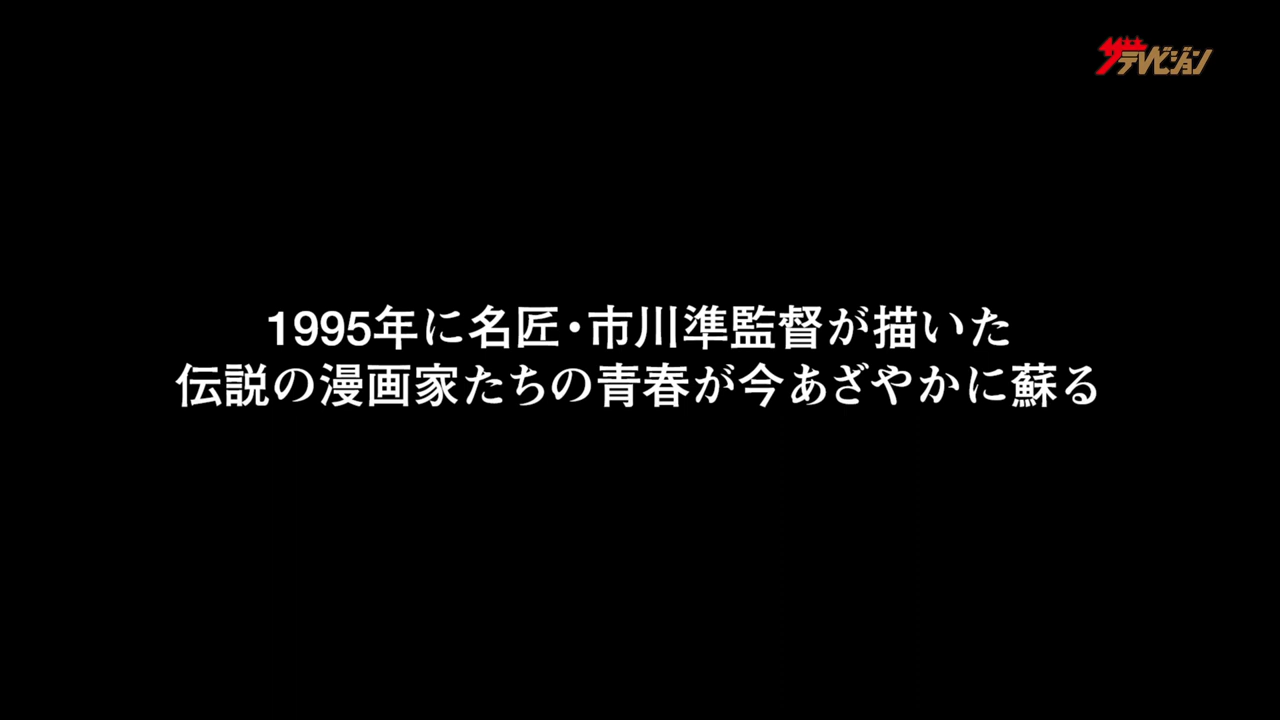 ザテレビジョン
1995年に名匠・市川準監督が描いた
伝説の漫画家たちの青春が今あざやかに蘇る